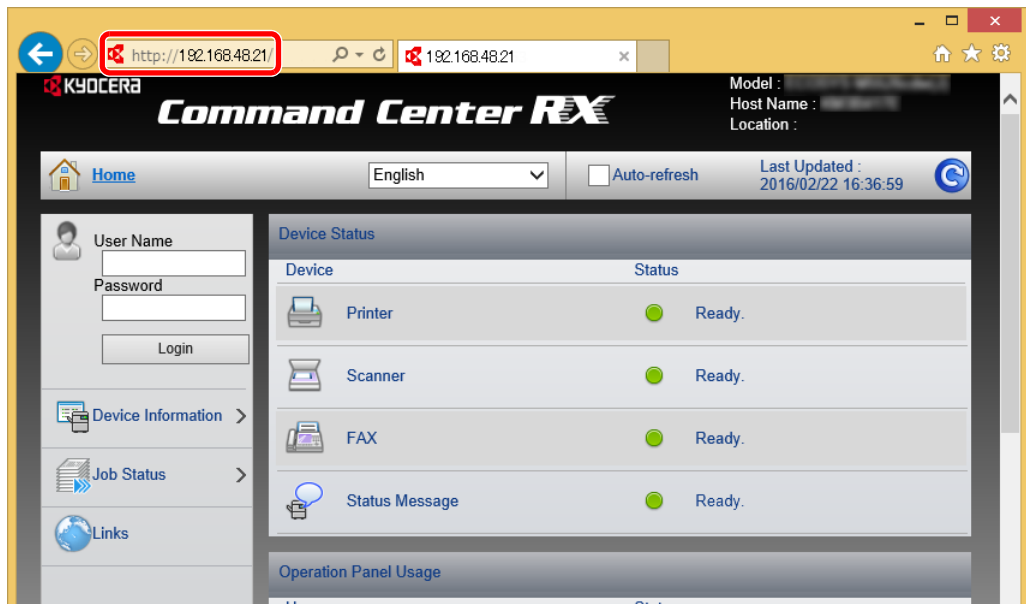 http://192.168.48.21/
192.168.48.21
KYOCERA
Command Center RX
Model :
Host Name :
Location :
Home
English
Auto-refresh
Last Updated :
2016/02/22 16:36:59
User Name
Password
Login
Device Information
Job Status
Links
Device Status
Device Status
Printer Ready.
Scanner Ready.
FAX Ready.
Status Message Ready.
Operation Panel Usage